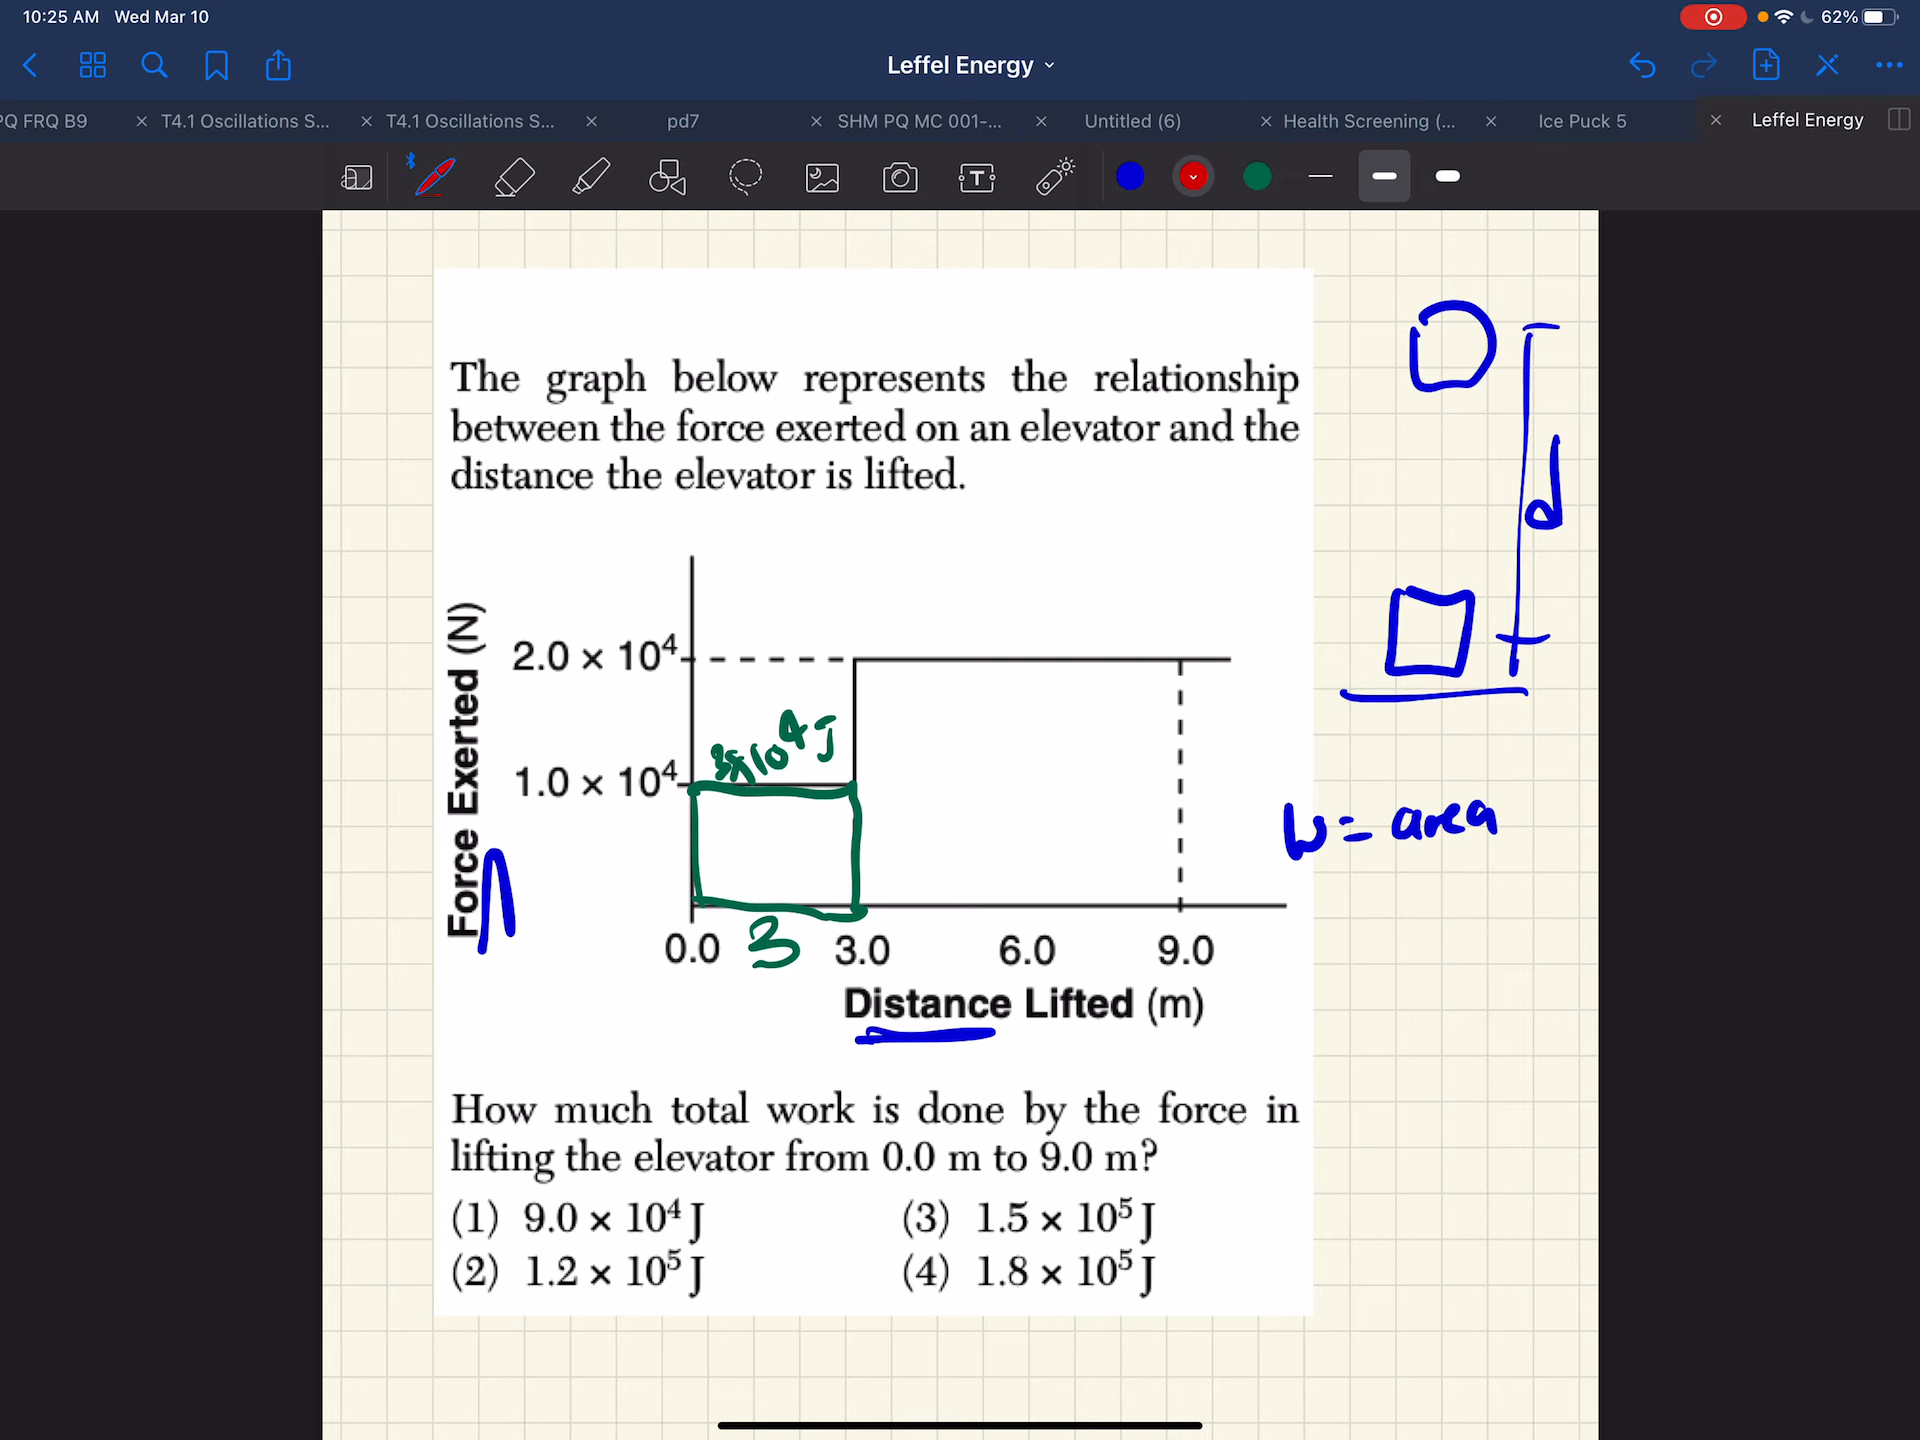 10:25 AM Wed Mar 10
62%
Leffel Energy
PQ FRQ B9
T4.1 Oscillations S...
T4.1 Oscillations S...
pd7
SHM PQ MC 001-...
Untitled (6)
Health Screening (...
Ice Puck 5
Leffel Energy
The graph below represents the relationship
between the force exerted on an elevator and the
distance the elevator is lifted.
d
Force Exerted (N)
2.0 × 10⁴
3x10⁴ J
1.0 × 10⁴
W = area
3
0.0 3.0 6.0 9.0
Distance Lifted (m)
How much total work is done by the force in
lifting the elevator from 0.0 m to 9.0 m?
(1) 9.0 × 10⁴ J (3) 1.5 × 10⁵ J
(2) 1.2 × 10⁵ J (4) 1.8 × 10⁵ J